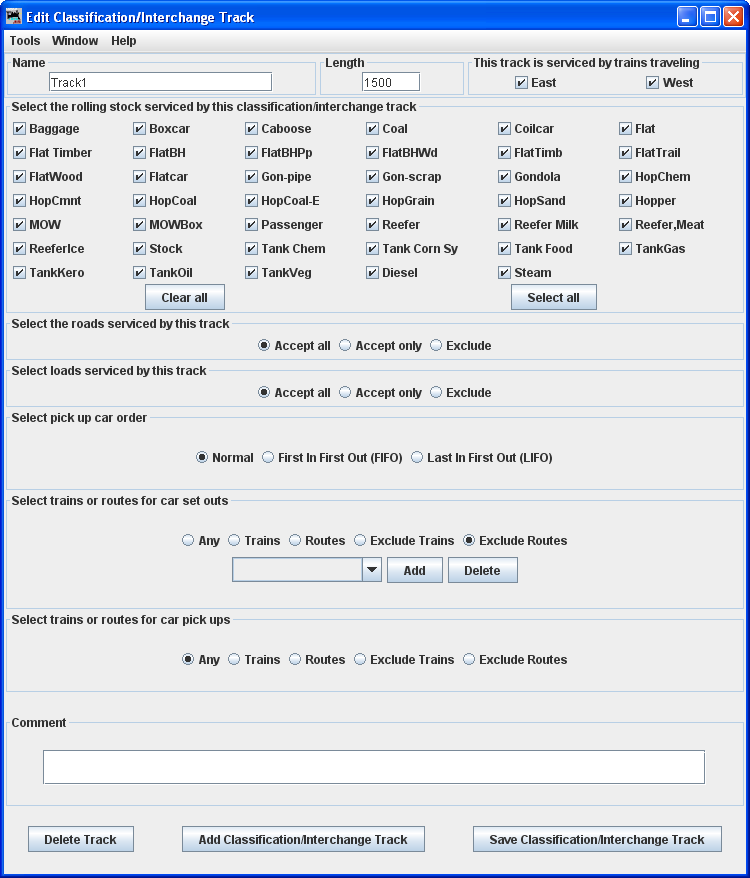 Edit Classification/Interchange Track
Tools Window Help
Name Length This track is serviced by trains traveling
Track1 1500 East West
Select the rolling stock serviced by this classification/interchange track
Baggage Boxcar Caboose Coal Coilcar Flat
Flat Timber FlatBH FlatBHPp FlatBHWd FlatTimb FlatTrail
FlatWood Flatcar Gon-pipe Gon-scrap Gondola HopChem
HopCmnt HopCoal HopCoal-E HopGrain HopSand Hopper
MOW MOWBox Passenger Reefer Reefer Milk Reefer,Meat
ReeferIce Stock Tank Chem Tank Corn Sy Tank Food TankGas
TankKero TankOil TankVeg Diesel Steam
Clear all Select all
Select the roads serviced by this track
Accept all Accept only Exclude
Select loads serviced by this track
Accept all Accept only Exclude
Select pick up car order
Normal First In First Out (FIFO) Last In First Out (LIFO)
Select trains or routes for car set outs
Any Trains Routes Exclude Trains Exclude Routes
Add Delete
Select trains or routes for car pick ups
Any Trains Routes Exclude Trains Exclude Routes
Comment
Delete Track Add Classification/Interchange Track Save Classification/Interchange Track